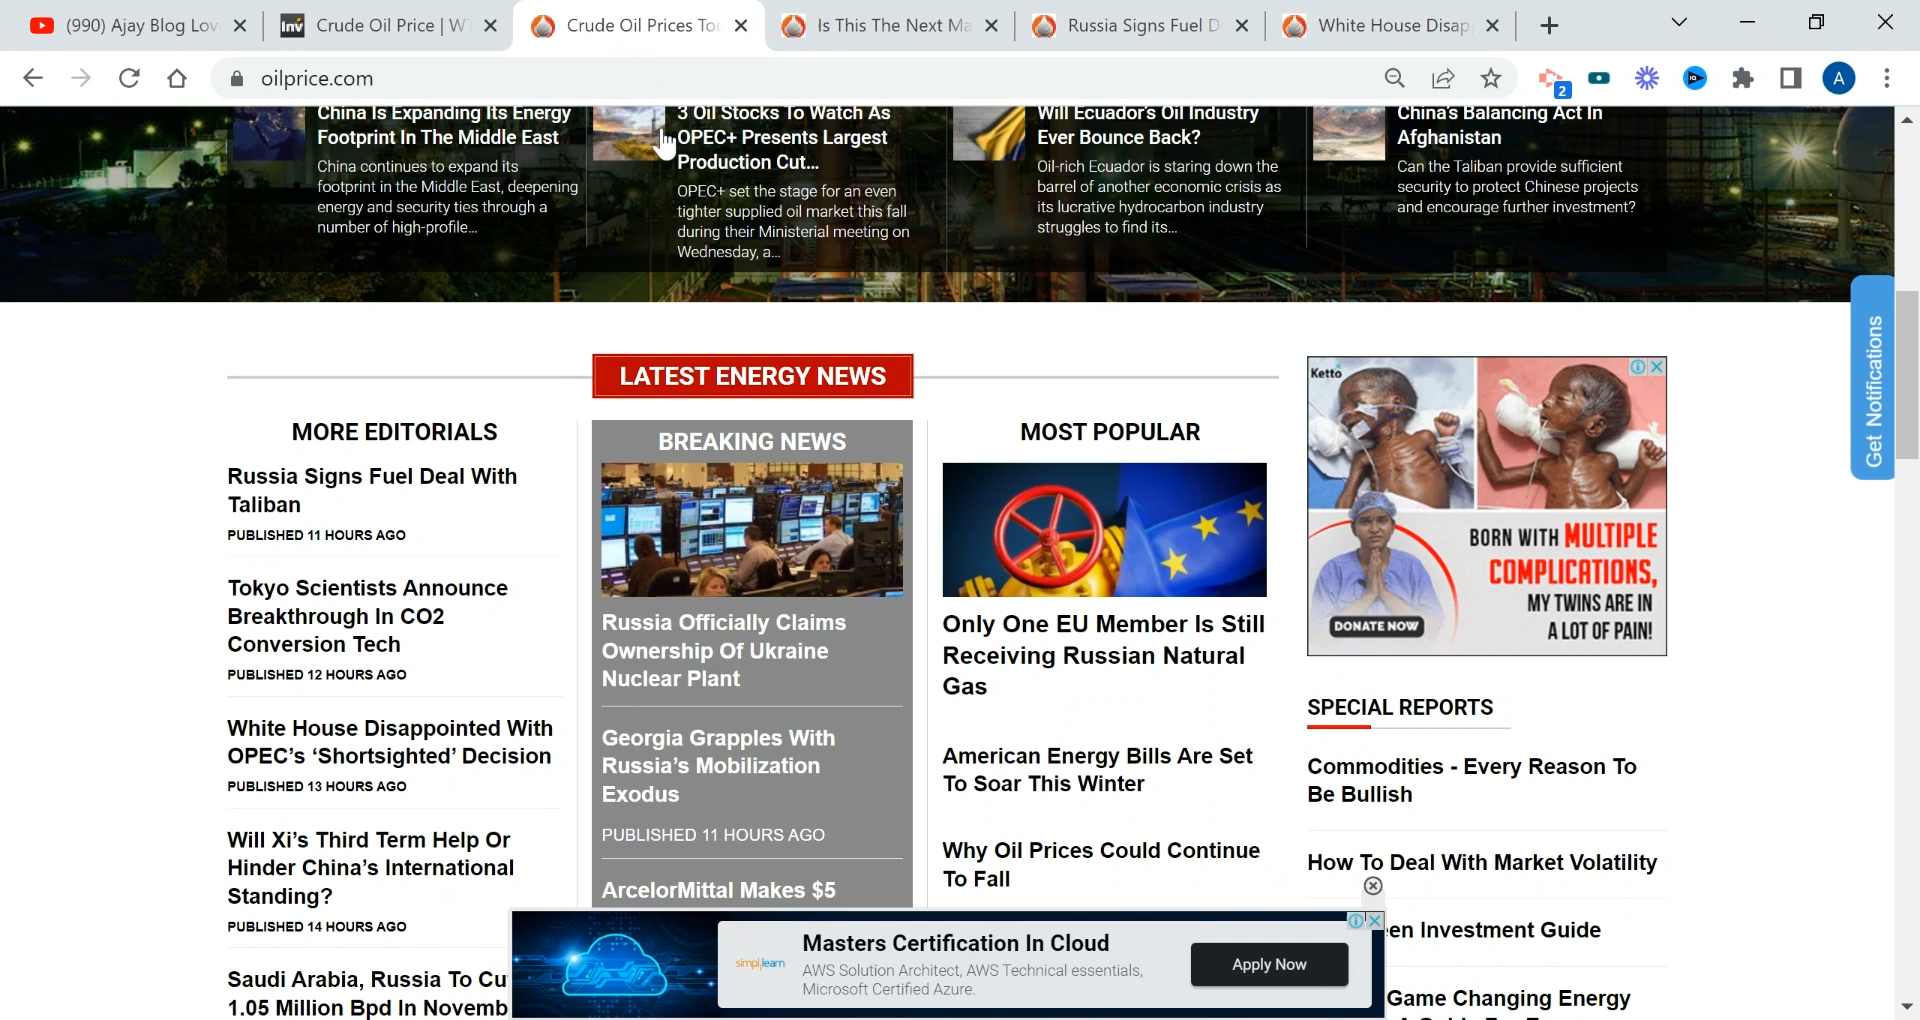 (990) Ajay Blog Lov
Crude Oil Price | WT
Crude Oil Prices Tod
Is This The Next Ma
Russia Signs Fuel D
White House Disapp
oilprice.com
2
A
China Is Expanding Its Energy
Footprint In The Middle East
China continues to expand its
footprint in the Middle East, deepening
energy and security ties through a
number of high-profile...
3 Oil Stocks To Watch As
OPEC+ Presents Largest
Production Cut...
OPEC+ set the stage for an even
tighter supplied oil market this fall
during their Ministerial meeting on
Wednesday, a...
Will Ecuador's Oil Industry
Ever Bounce Back?
Oil-rich Ecuador is staring down the
barrel of another economic crisis as
its lucrative hydrocarbon industry
struggles to find its...
China's Balancing Act In
Afghanistan
Can the Taliban provide sufficient
security to protect Chinese projects
and encourage further investment?
Get Notifications
LATEST ENERGY NEWS
MORE EDITORIALS
Russia Signs Fuel Deal With
Taliban
PUBLISHED 11 HOURS AGO
Tokyo Scientists Announce
Breakthrough In CO2
Conversion Tech
PUBLISHED 12 HOURS AGO
White House Disappointed With
OPEC's ‘Shortsighted’ Decision
PUBLISHED 13 HOURS AGO
Will Xi’s Third Term Help Or
Hinder China’s International
Standing?
PUBLISHED 14 HOURS AGO
Saudi Arabia, Russia To Cu
1.05 Million Bpd In Novemb
BREAKING NEWS
Russia Officially Claims
Ownership Of Ukraine
Nuclear Plant
Georgia Grapples With
Russia’s Mobilization
Exodus
PUBLISHED 11 HOURS AGO
ArcelorMittal Makes $5
MOST POPULAR
Only One EU Member Is Still
Receiving Russian Natural
Gas
American Energy Bills Are Set
To Soar This Winter
Why Oil Prices Could Continue
To Fall
Ketto
BORN WITH MULTIPLE
COMPLICATIONS,
MY TWINS ARE IN
A LOT OF PAIN!
DONATE NOW
SPECIAL REPORTS
Commodities - Every Reason To
Be Bullish
How To Deal With Market Volatility
en Investment Guide
Game Changing Energy
simplilearn
Masters Certification In Cloud
AWS Solution Architect, AWS Technical essentials,
Microsoft Certified Azure.
Apply Now